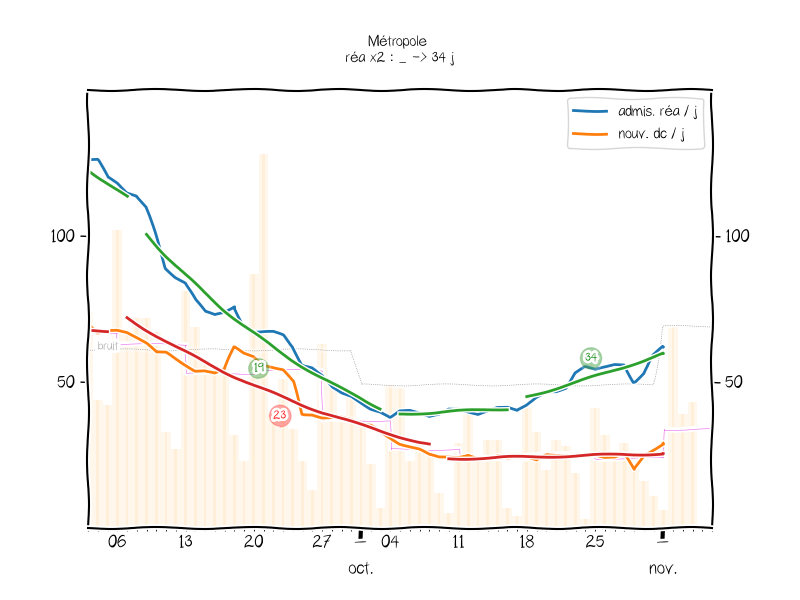 Métropole
réa x2 : _ -> 34 j
admis. réa / j
nouv. dc / j
100
100
bruit
50
50
34
19
23
06
13
20
27
04
11
18
25
oct.
nov.